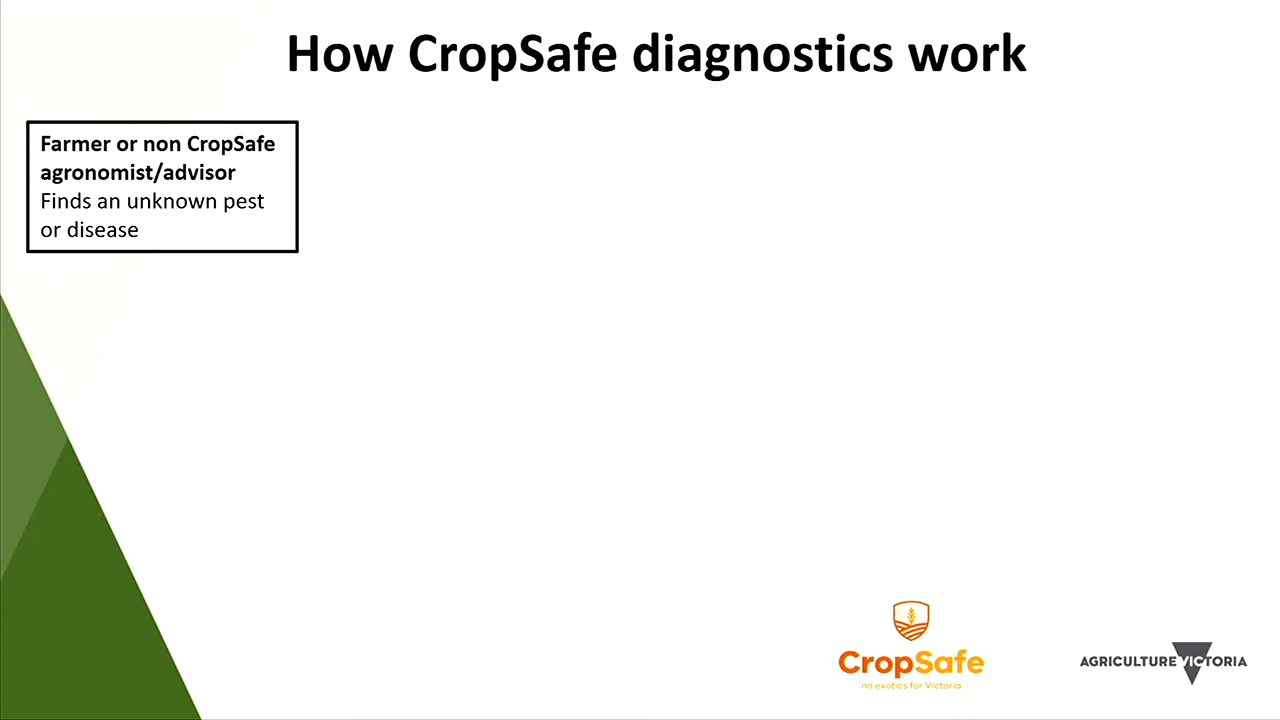 How CropSafe diagnostics work
Farmer or non CropSafe
agronomist/advisor
Finds an unknown pest
or disease
CropSafe
no exotics for Victoria
AGRICULTURE VICTORIA